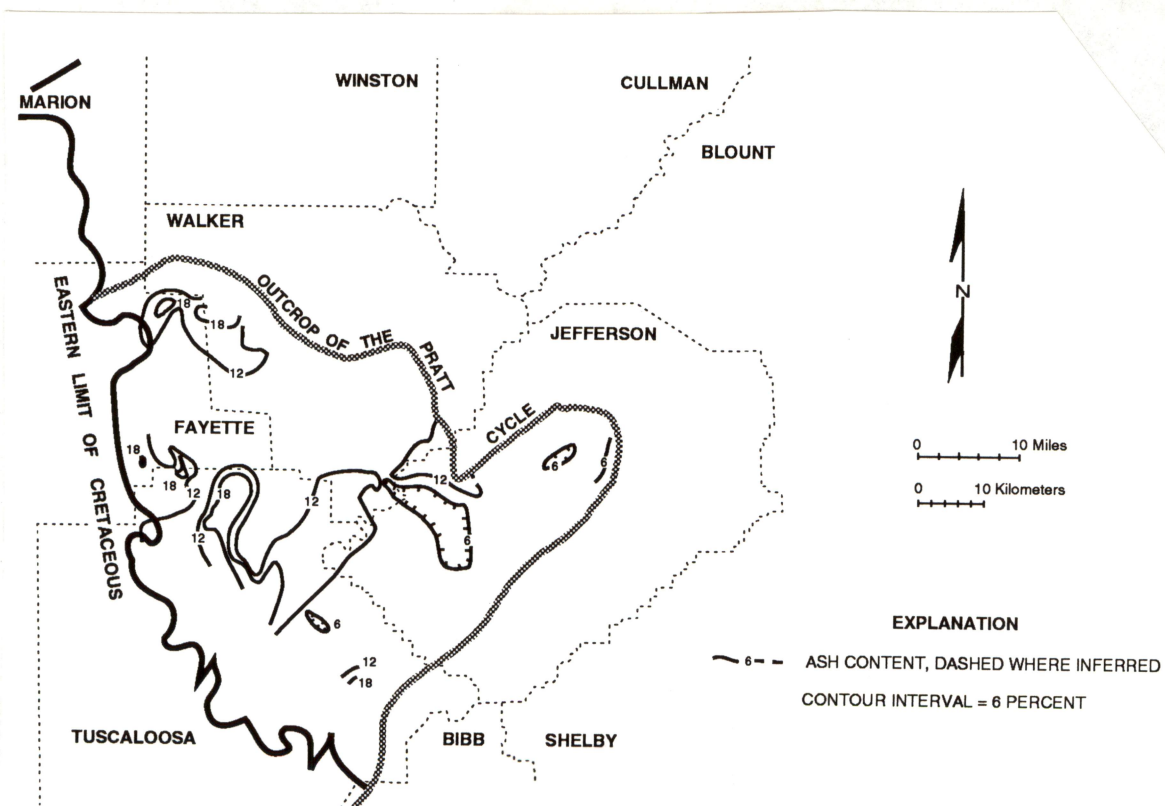 WINSTON
CULLMAN
MARION
BLOUNT
WALKER
OUTCROP OF THE PRATT CYCLE
JEFFERSON
EASTERN LIMIT OF CRETACEOUS
FAYETTE
TUSCALOOSA
BIBB
SHELBY
18
18
12
18
18
12
18
12
12
12
6
6
6
6
12
18
N
0 10 Miles
0 10 Kilometers
EXPLANATION
6 ASH CONTENT, DASHED WHERE INFERRED
CONTOUR INTERVAL = 6 PERCENT